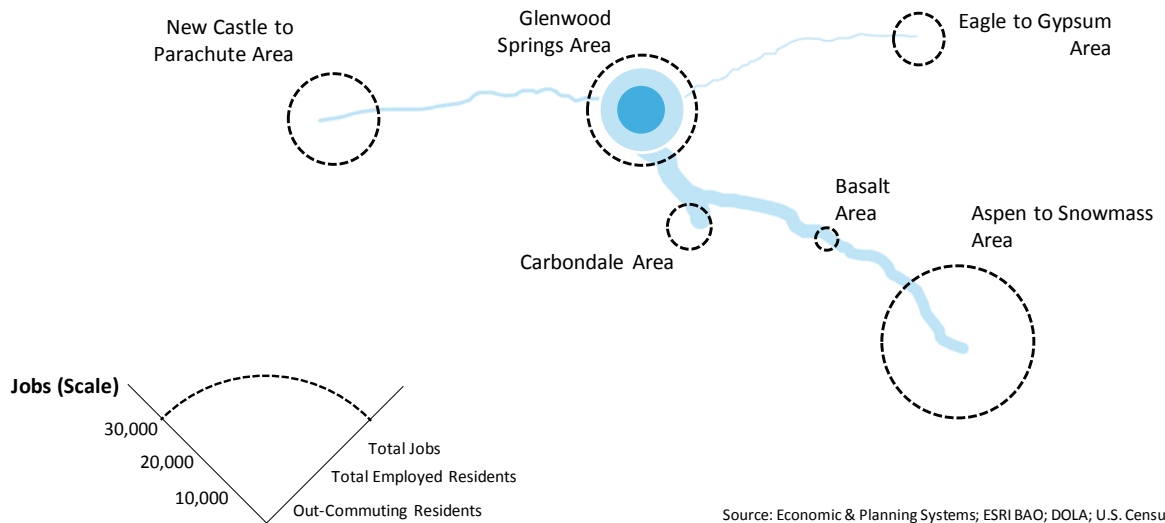 New Castle to
Parachute Area
Glenwood
Springs Area
Eagle to Gypsum
Area
Basalt
Area
Aspen to Snowmass
Area
Carbondale Area
Jobs (Scale)
30,000
20,000
10,000
Total Jobs
Total Employed Residents
Out-Commuting Residents
Source: Economic & Planning Systems; ESRI BAO; DOLA; U.S. Censu